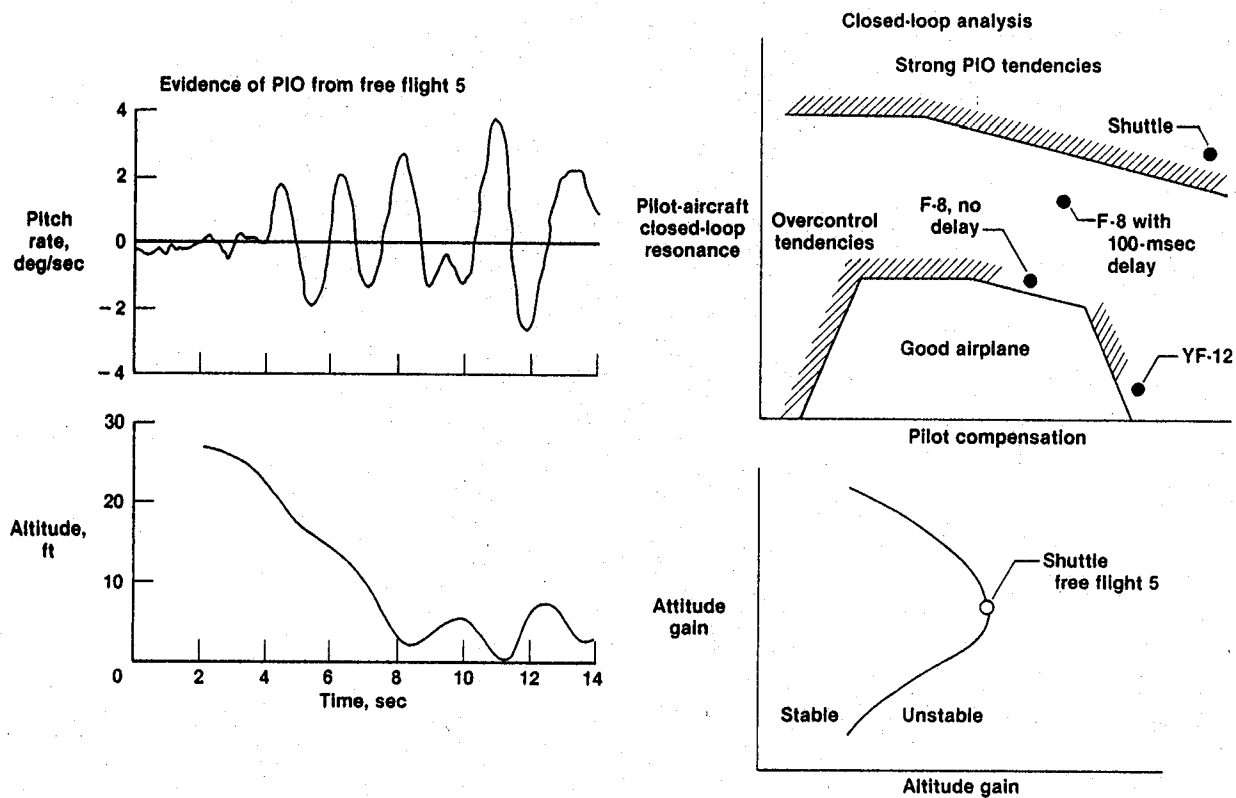 Evidence of PIO from free flight 5
4
2
0
- 2
- 4
Pitch
rate,
deg/sec
30
20
10
0
Altitude,
ft
2
4
6
8
10
12
14
Time, sec
Closed-loop analysis
Strong PIO tendencies
Shuttle
Pilot-aircraft
closed-loop
resonance
Overcontrol
tendencies
F-8, no
delay
F-8 with
100-msec
delay
Good airplane
YF-12
Pilot compensation
Shuttle
free flight 5
Attitude
gain
Stable
Unstable
Altitude gain